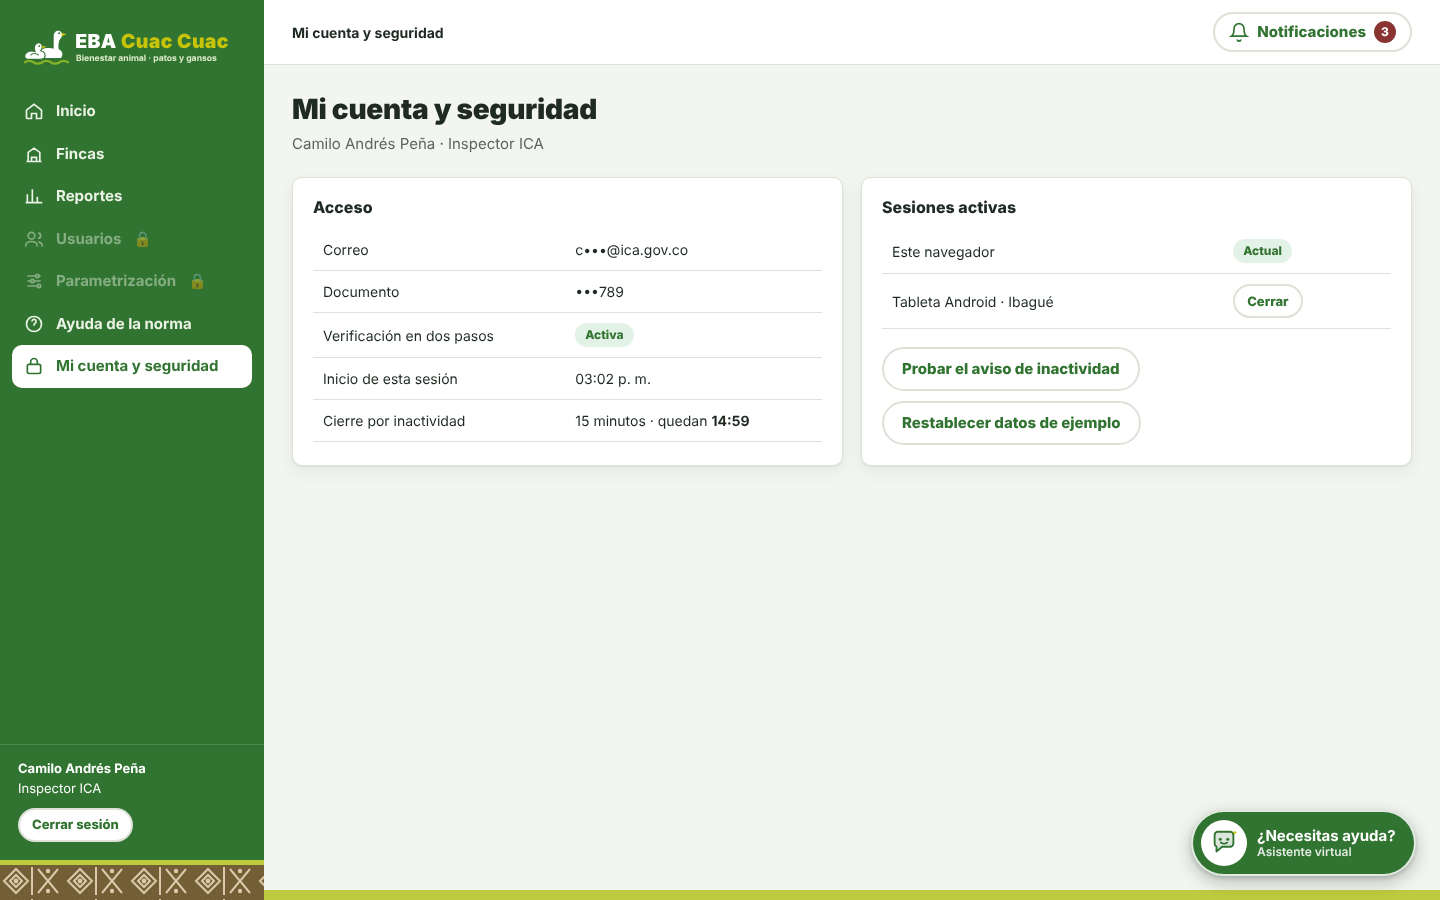 EBA Cuac Cuac
Bienestar animal · patos y gansos
Inicio
Fincas
Reportes
Usuarios
Parametrización
Ayuda de la norma
Mi cuenta y seguridad
Camilo Andrés Peña
Inspector ICA
Cerrar sesión
Mi cuenta y seguridad
Notificaciones 3
Mi cuenta y seguridad
Camilo Andrés Peña · Inspector ICA
Acceso
Correo c•••@ica.gov.co
Documento •••789
Verificación en dos pasos Activa
Inicio de esta sesión 03:02 p. m.
Cierre por inactividad 15 minutos · quedan 14:59
Sesiones activas
Este navegador Actual
Tableta Android · Ibagué Cerrar
Probar el aviso de inactividad
Restablecer datos de ejemplo
¿Necesitas ayuda?
Asistente virtual